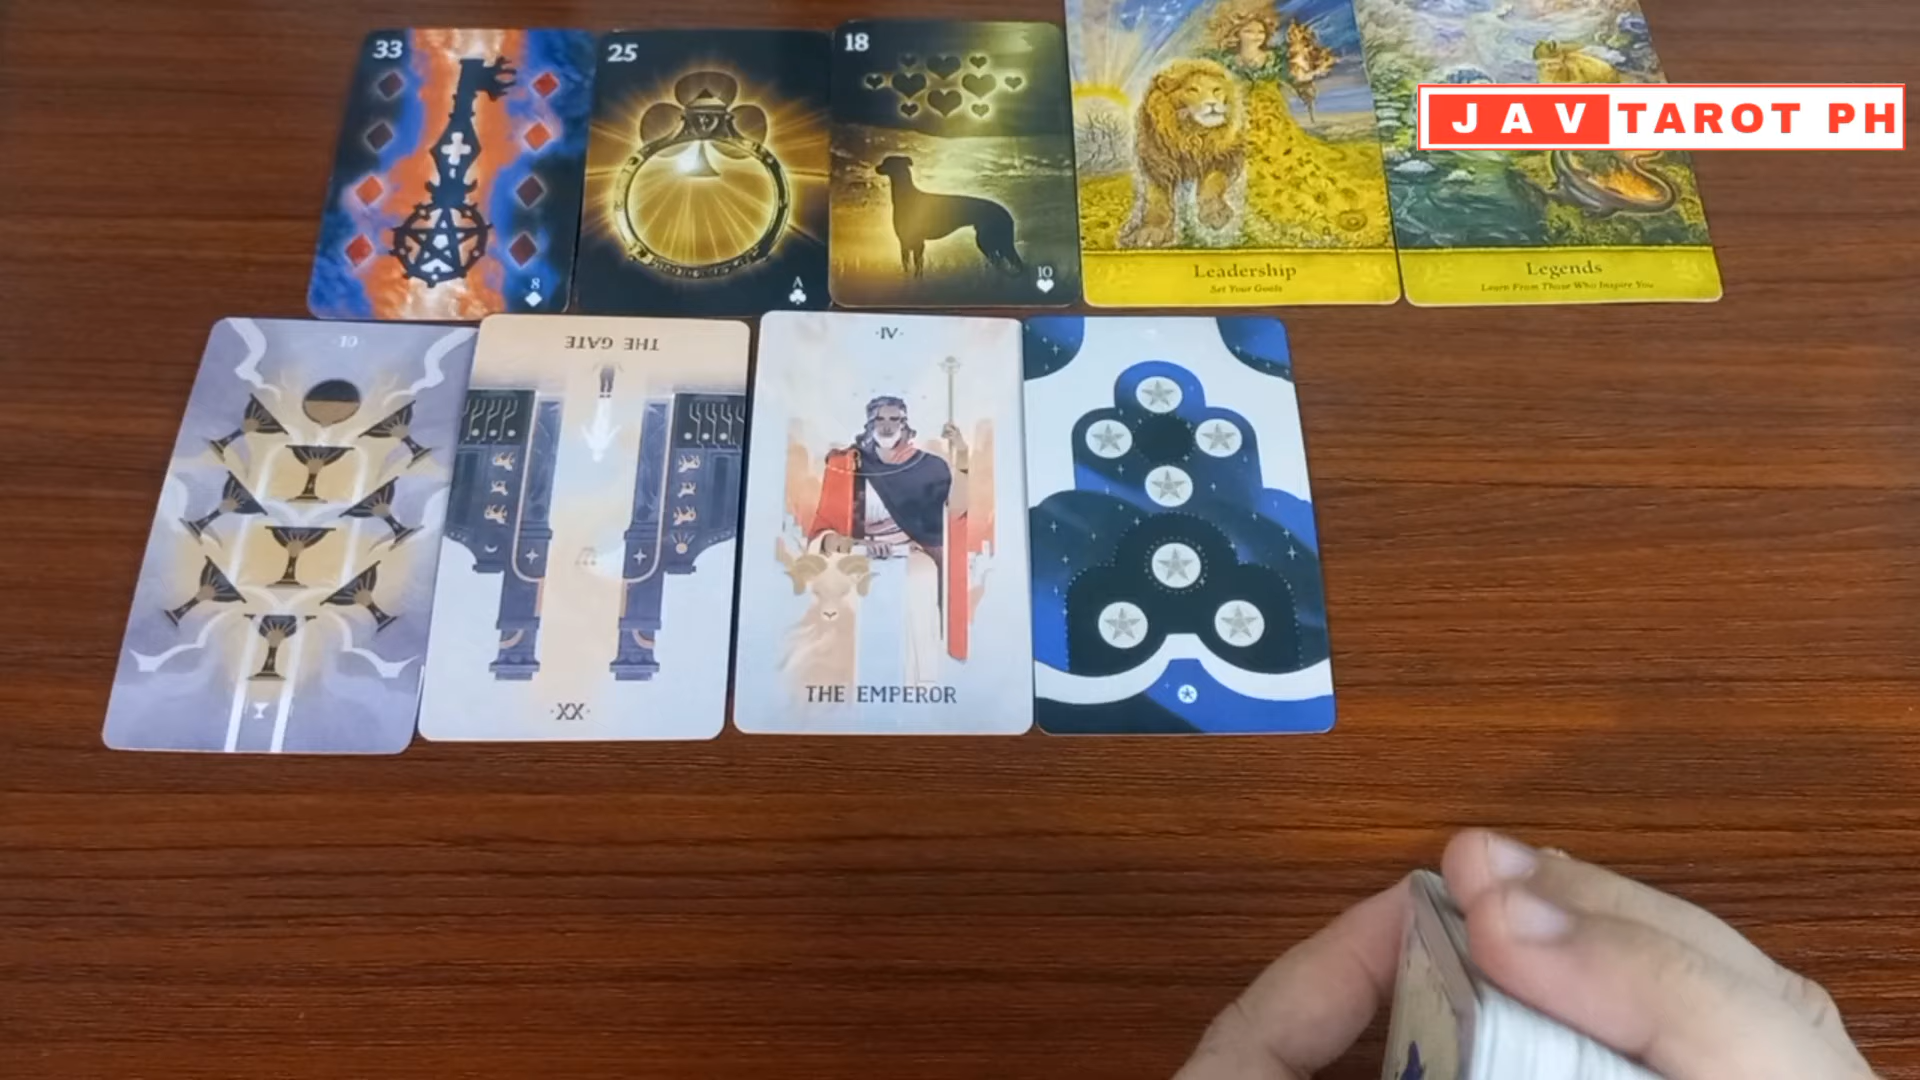 33
25
18
JAV TAROT PH
8
A
10
Leadership
Set Your Goals
Legends
Learn From Those Who Inspire You
10
THE GATE
·IV·
THE EMPEROR
·XX·